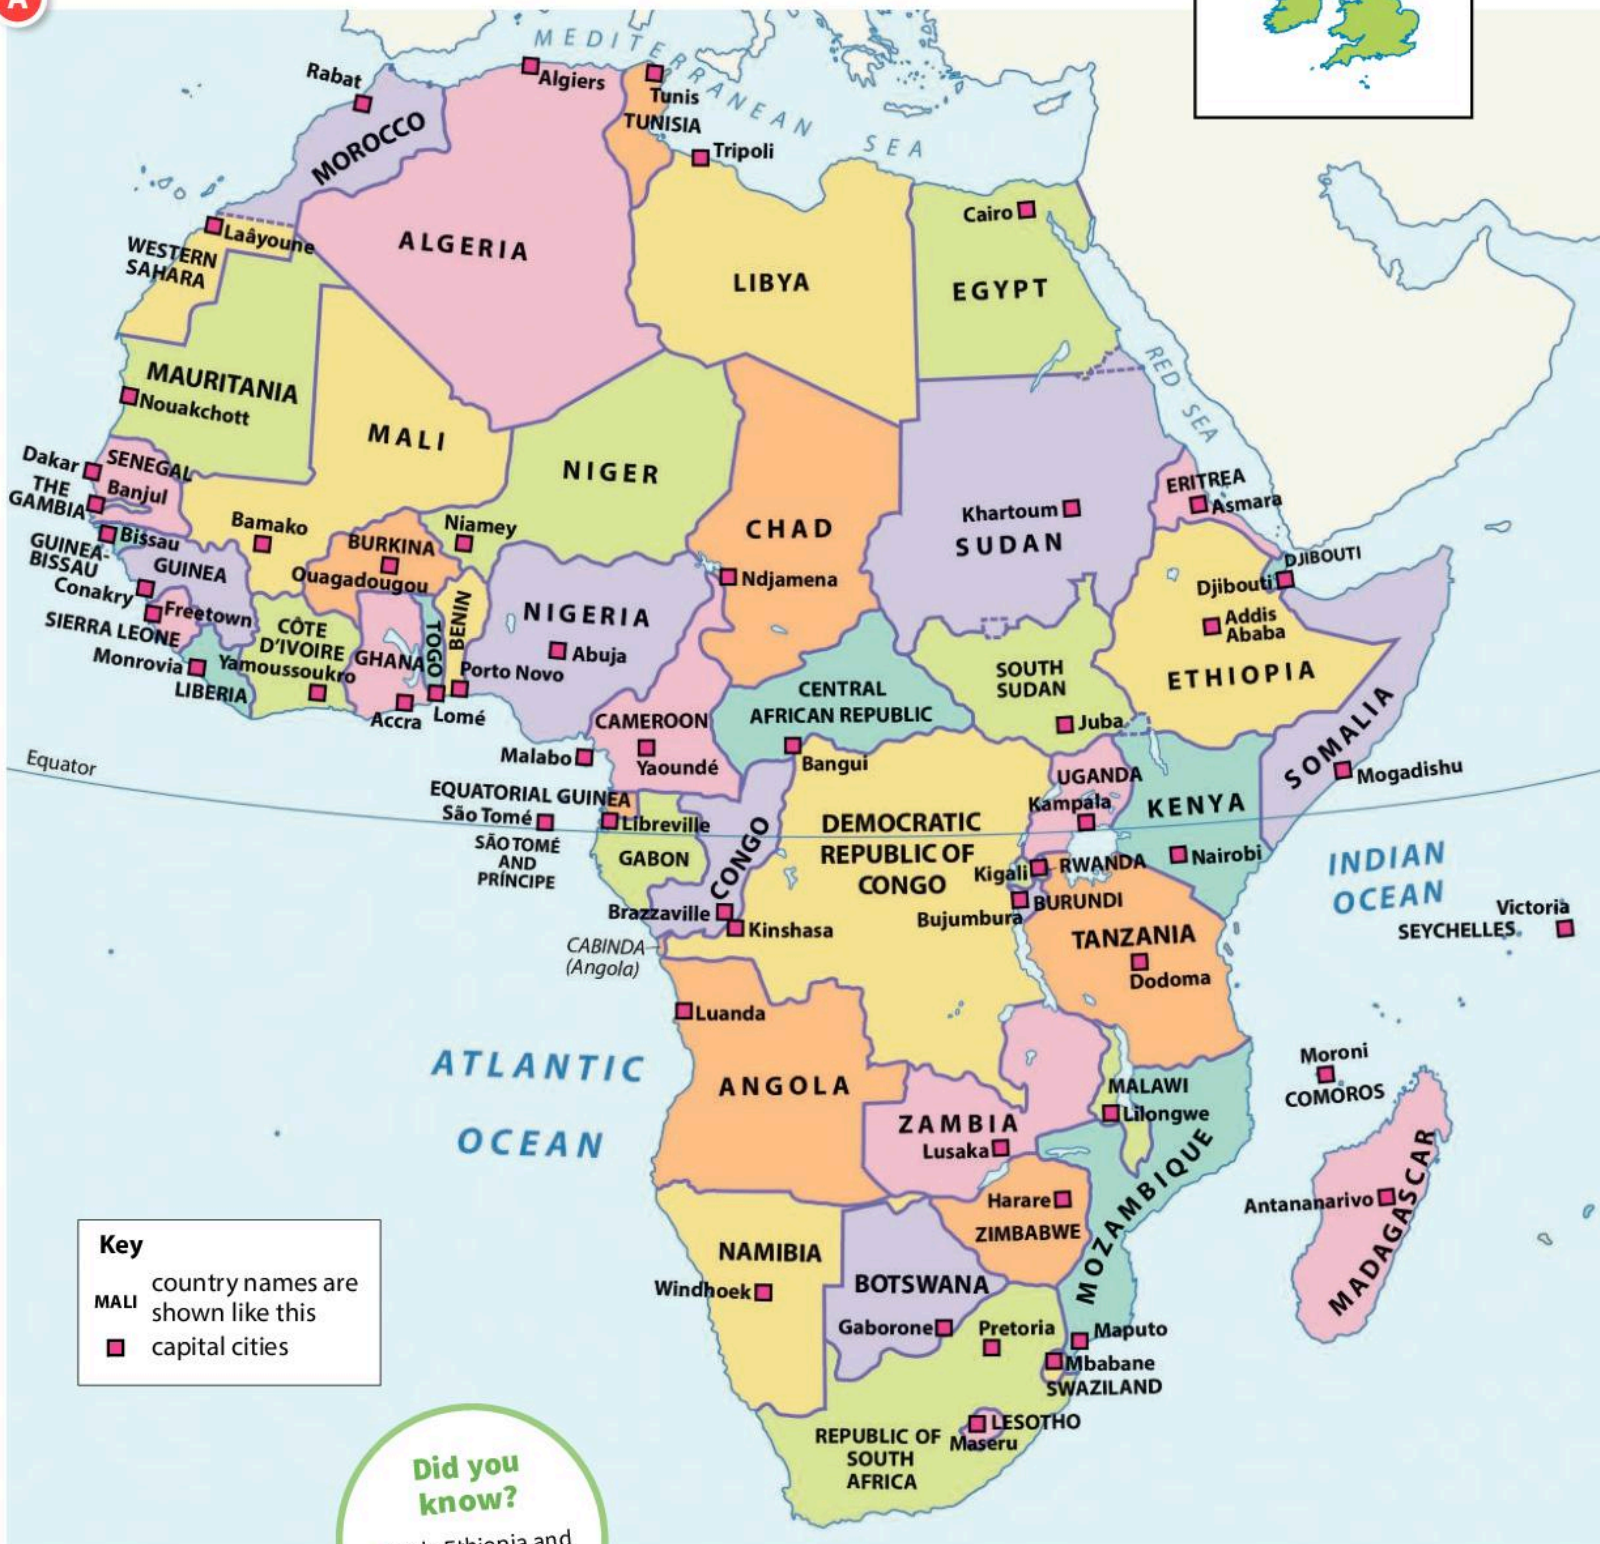 A
MEDITERRANEAN SEA
Rabat
MOROCCO
Algiers
Tunis
TUNISIA
Tripoli
Laâyoune
WESTERN
SAHARA
ALGERIA
LIBYA
Cairo
EGYPT
RED SEA
MAURITANIA
Nouakchott
MALI
NIGER
CHAD
Ndjamena
Khartoum
SUDAN
ERITREA
Asmara
DJIBOUTI
Djibouti
Addis
Ababa
ETHIOPIA
SOMALIA
Mogadishu
Dakar
SENEGAL
THE
GAMBIA
Banjul
Bissau
GUINEA-
BISSAU
GUINEA
Conakry
Freetown
SIERRA LEONE
Monrovia
LIBERIA
Bamako
BURKINA
Ouagadougou
Niamey
CÔTE
D'IVOIRE
Yamoussoukro
GHANA
Accra
TOGO
Lomé
BENIN
Porto Novo
NIGERIA
Abuja
CAMEROON
Yaoundé
CENTRAL
AFRICAN REPUBLIC
Bangui
SOUTH
SUDAN
Juba
Malabo
EQUATORIAL GUINEA
São Tomé
SÃO TOMÉ
AND
PRÍNCIPE
Equator
Libreville
GABON
CONGO
Brazzaville
Kinshasa
CABINDA
(Angola)
DEMOCRATIC
REPUBLIC OF
CONGO
UGANDA
Kampala
KENYA
Nairobi
Kigali
RWANDA
Bujumbura
BURUNDI
TANZANIA
Dodoma
INDIAN
OCEAN
Victoria
SEYCHELLES
Luanda
ANGOLA
ATLANTIC
OCEAN
ZAMBIA
Lusaka
MALAWI
Lilongwe
Moroni
COMOROS
MOZAMBIQUE
Harare
ZIMBABWE
Antananarivo
MADAGASCAR
NAMIBIA
Windhoek
BOTSWANA
Gaborone
Pretoria
Maputo
Mbabane
SWAZILAND
LESOTHO
Maseru
REPUBLIC OF
SOUTH
AFRICA
Key
MALI country names are
shown like this
capital cities
Did you
know?
Ethiopia and